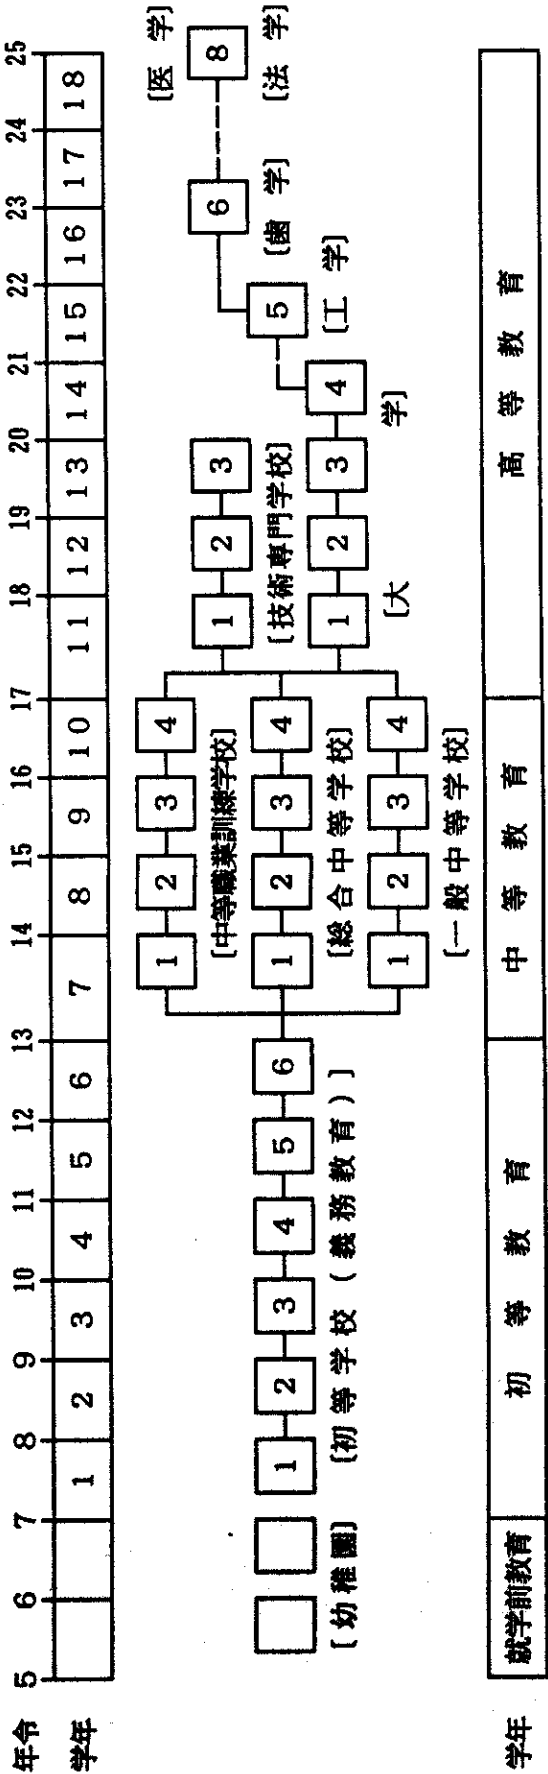 年令 5 6 7 8 9 10 11 12 13 14 15 16 17 18 19 20 21 22 23 24 25
学年 1 2 3 4 5 6 7 8 9 10 11 12 13 14 15 16 17 18
[医 学]
8
[法 学]
6
[歯 学]
5
[工 学]
1 2 3 4
[中等職業訓練学校]
1 2 3
[技術専門学校]
1 2 3 4 5 6
1 2 3 4
[総合中等学校]
1 2 3 4
[大 学]
[幼稚園]
[初等学校(義務教育)]
1 2 3 4
[一般中等学校]
学年 就学前教育 初等教育 中等教育 高等教育